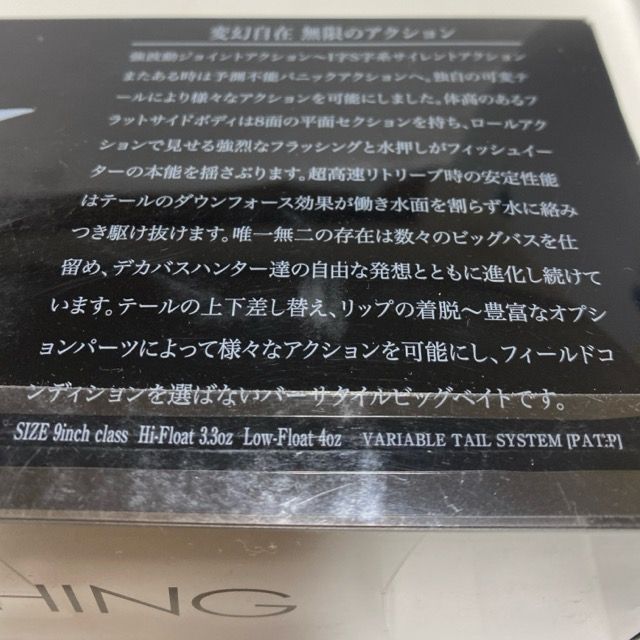 変幻自在 無限のアクション
強波動ジョイントアクション〜I字S字系サイレントアクション
またある時は予測不能パニックアクションへ。独自の可変テ
ールにより様々なアクションを可能にしました。体高のあるフ
ラットサイドボディは8面の平面セクションを持ち、ロールアク
ションで見せる強烈なフラッシングと水押しがフィッシュイー
ターの本能を揺さぶります。超高速リトリーブ時の安定性能
はテールのダウンフォース効果が働き水面を割らず水に絡み
つき駆け抜けます。唯一無二の存在は数々のビッグバスを仕
留め、デカバスハンター達の自由な発想とともに進化し続けて
います。テールの上下差し替え、リップの着脱〜豊富なオプシ
ョンパーツによって様々なアクションを可能にし、フィールドコ
ンディションを選ばないバーサタイルビッグベイトです。
SIZE 9inch class Hi-Float 3.3oz Low-Float 4oz VARIABLE TAIL SYSTEM [PAT:P]
HING